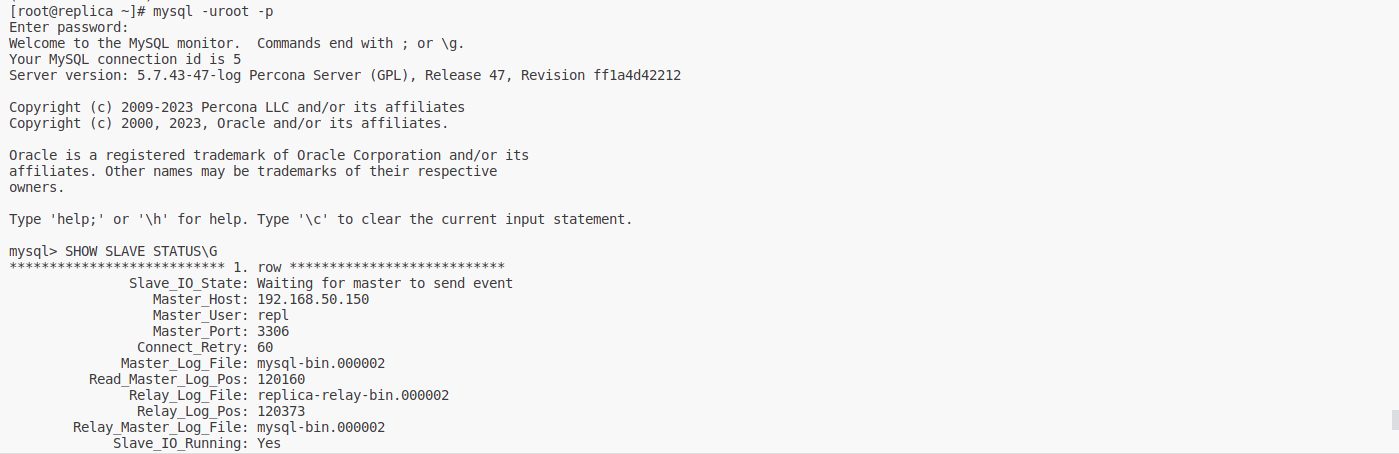 [root@replica ~]# mysql -uroot -p
Enter password:
Welcome to the MySQL monitor.  Commands end with ; or \g.
Your MySQL connection id is 5
Server version: 5.7.43-47-log Percona Server (GPL), Release 47, Revision ff1a4d42212

Copyright (c) 2009-2023 Percona LLC and/or its affiliates
Copyright (c) 2000, 2023, Oracle and/or its affiliates.

Oracle is a registered trademark of Oracle Corporation and/or its
affiliates. Other names may be trademarks of their respective
owners.

Type 'help;' or '\h' for help. Type '\c' to clear the current input statement.

mysql> SHOW SLAVE STATUS\G
*************************** 1. row ***************************
               Slave_IO_State: Waiting for master to send event
                  Master_Host: 192.168.50.150
                  Master_User: repl
                  Master_Port: 3306
                Connect_Retry: 60
              Master_Log_File: mysql-bin.000002
          Read_Master_Log_Pos: 120160
               Relay_Log_File: replica-relay-bin.000002
                Relay_Log_Pos: 120373
        Relay_Master_Log_File: mysql-bin.000002
             Slave_IO_Running: Yes